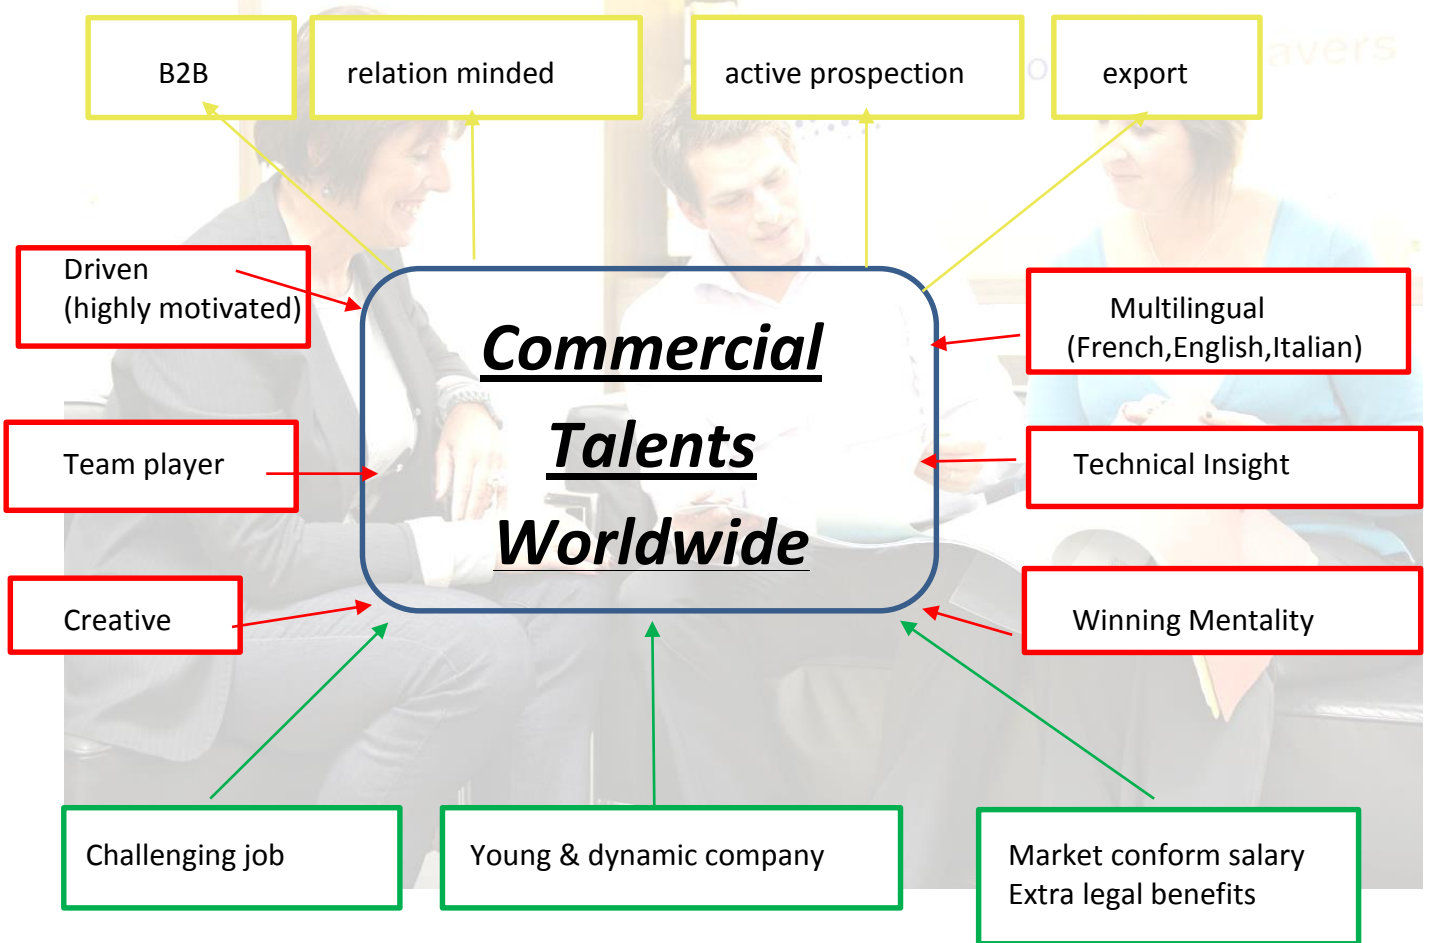 B2B
relation minded
active prospection
export
avers
Driven
(highly motivated)
Multilingual
(French,English,Italian)
Commercial
Talents
Worldwide
Team player
Technical Insight
Creative
Winning Mentality
Challenging job
Young & dynamic company
Market conform salary
Extra legal benefits